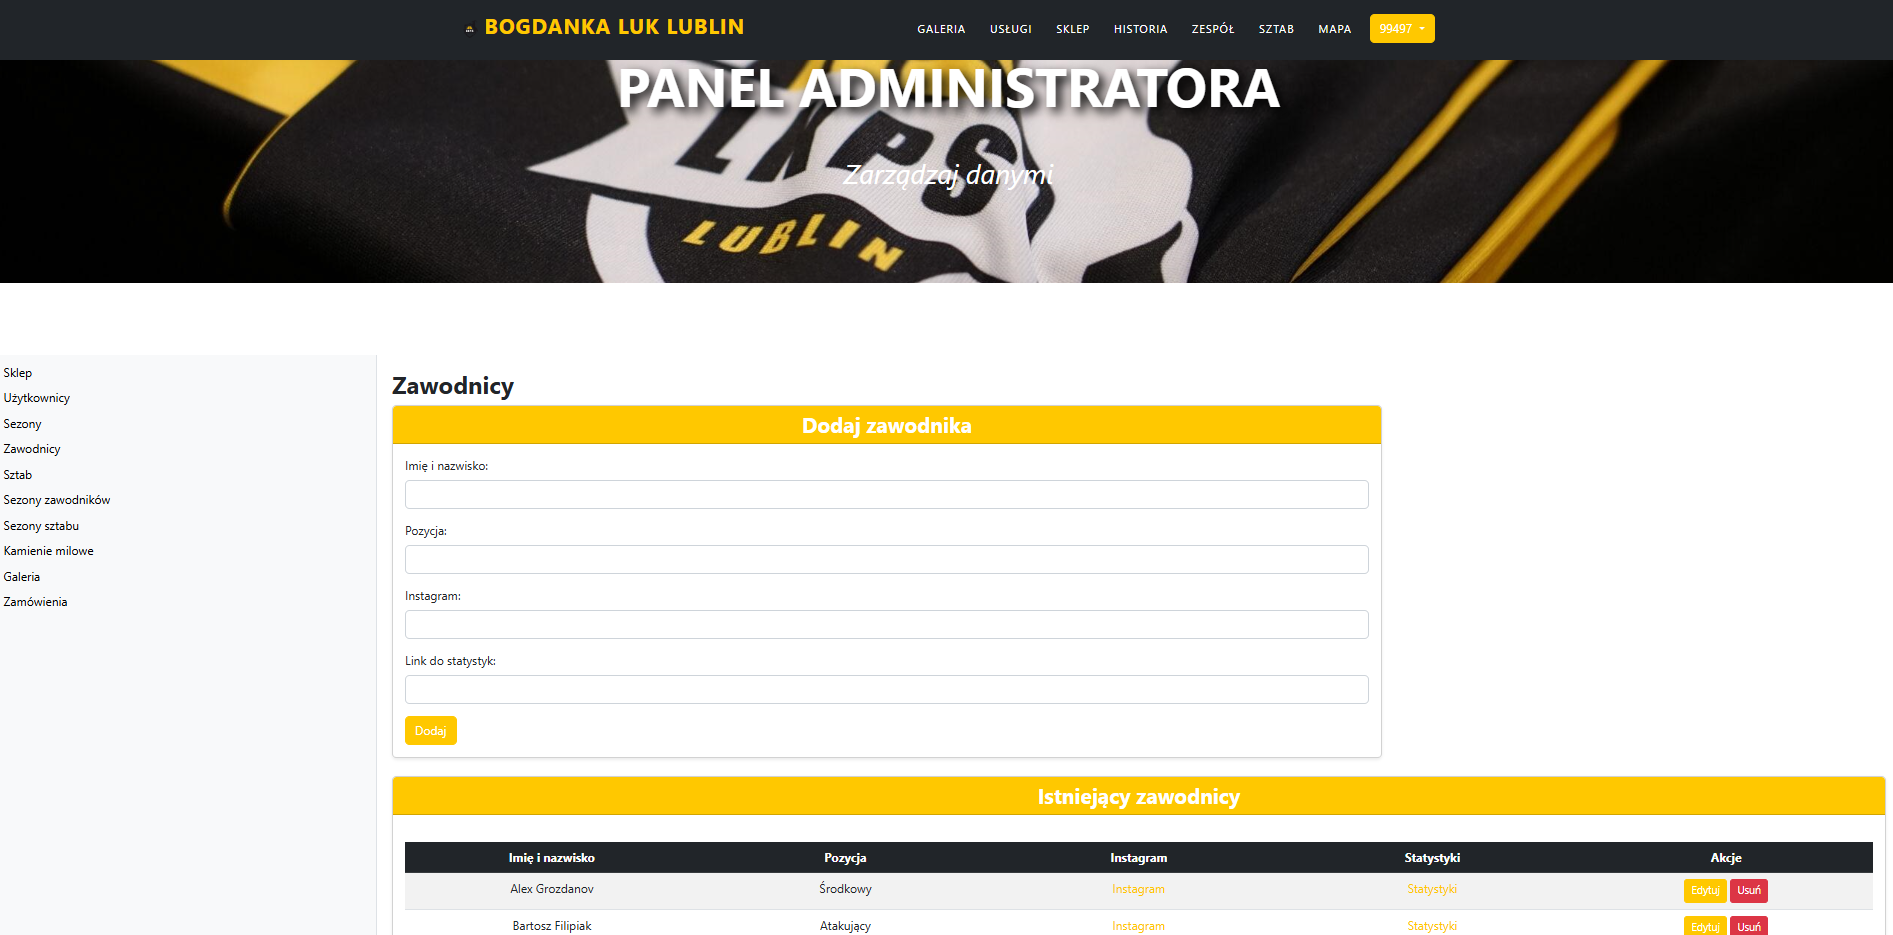 BOGDANKA LUK LUBLIN
GALERIA USŁUGI SKLEP HISTORIA ZESPÓŁ SZTAB MAPA 99497
PANEL ADMINISTRATORA
LKPS
Zarządzaj danymi
LUBLIN
Sklep
Użytkownicy
Sezony
Zawodnicy
Sztab
Sezony zawodników
Sezony sztabu
Kamienie milowe
Galeria
Zamówienia
Zawodnicy
Dodaj zawodnika
Imię i nazwisko:
Pozycja:
Instagram:
Link do statystyk:
Dodaj
Istniejący zawodnicy
Imię i nazwisko Pozycja Instagram Statystyki Akcje
Alex Grozdanov Środkowy Instagram Statystyki Edytuj Usuń
Bartosz Filipiak Atakujący Instagram Statystyki Edytuj Usuń